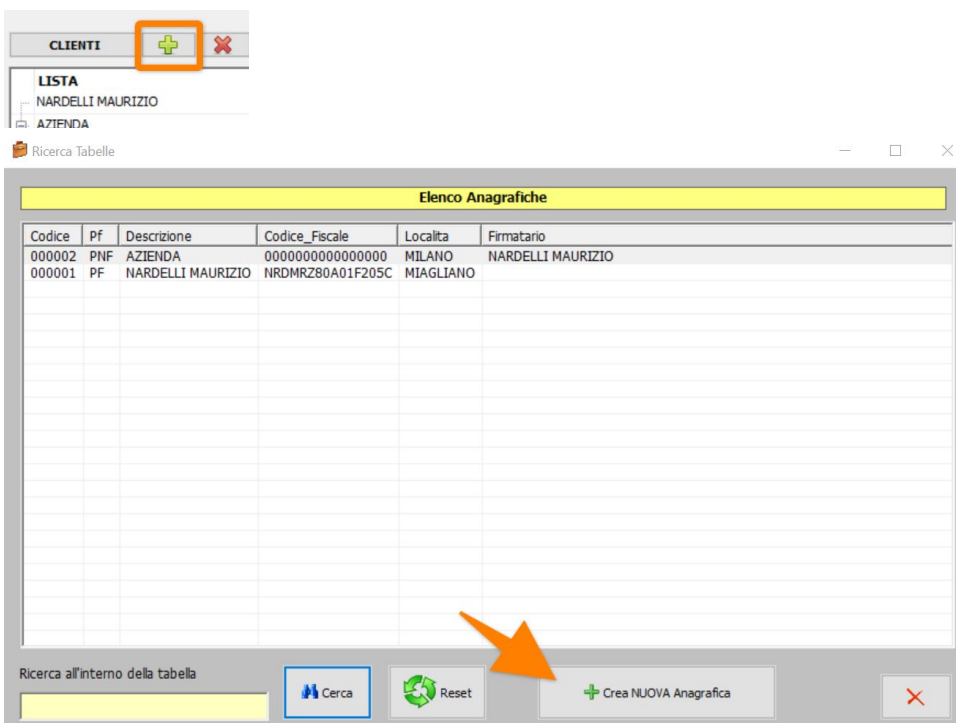 CLIENTI
LISTA
NARDELLI MAURIZIO
AZIENDA
Ricerca Tabelle
Elenco Anagrafiche
Codice Pf Descrizione Codice_Fiscale Localita Firmatario
000002 PNF AZIENDA 0000000000000000 MILANO NARDELLI MAURIZIO
000001 PF NARDELLI MAURIZIO NRDMRZ80A01F205C MIAGLIANO
Ricerca all'interno della tabella
Cerca Reset Crea NUOVA Anagrafica